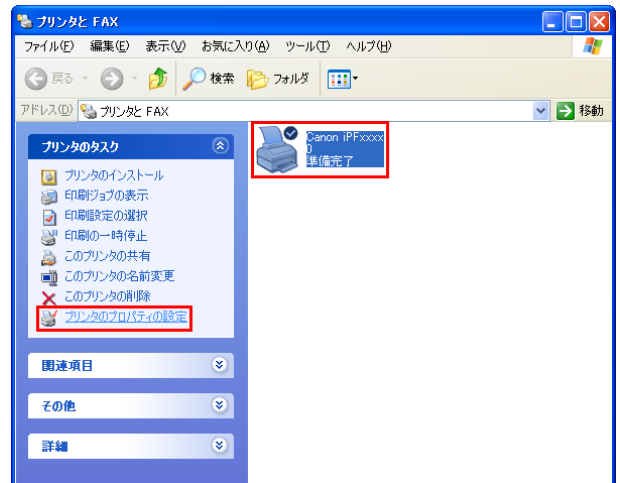 プリンタと FAX
ファイル(F) 編集(E) 表示(V) お気に入り(A) ツール(T) ヘルプ(H)
戻る 検索 フォルダ
アドレス(D) プリンタと FAX 移動
プリンタのタスク
プリンタのインストール
印刷ジョブの表示
印刷設定の選択
印刷の一時停止
このプリンタの共有
このプリンタの名前変更
このプリンタの削除
プリンタのプロパティの設定
関連項目
その他
詳細
Canon iPFxxxx
0
準備完了